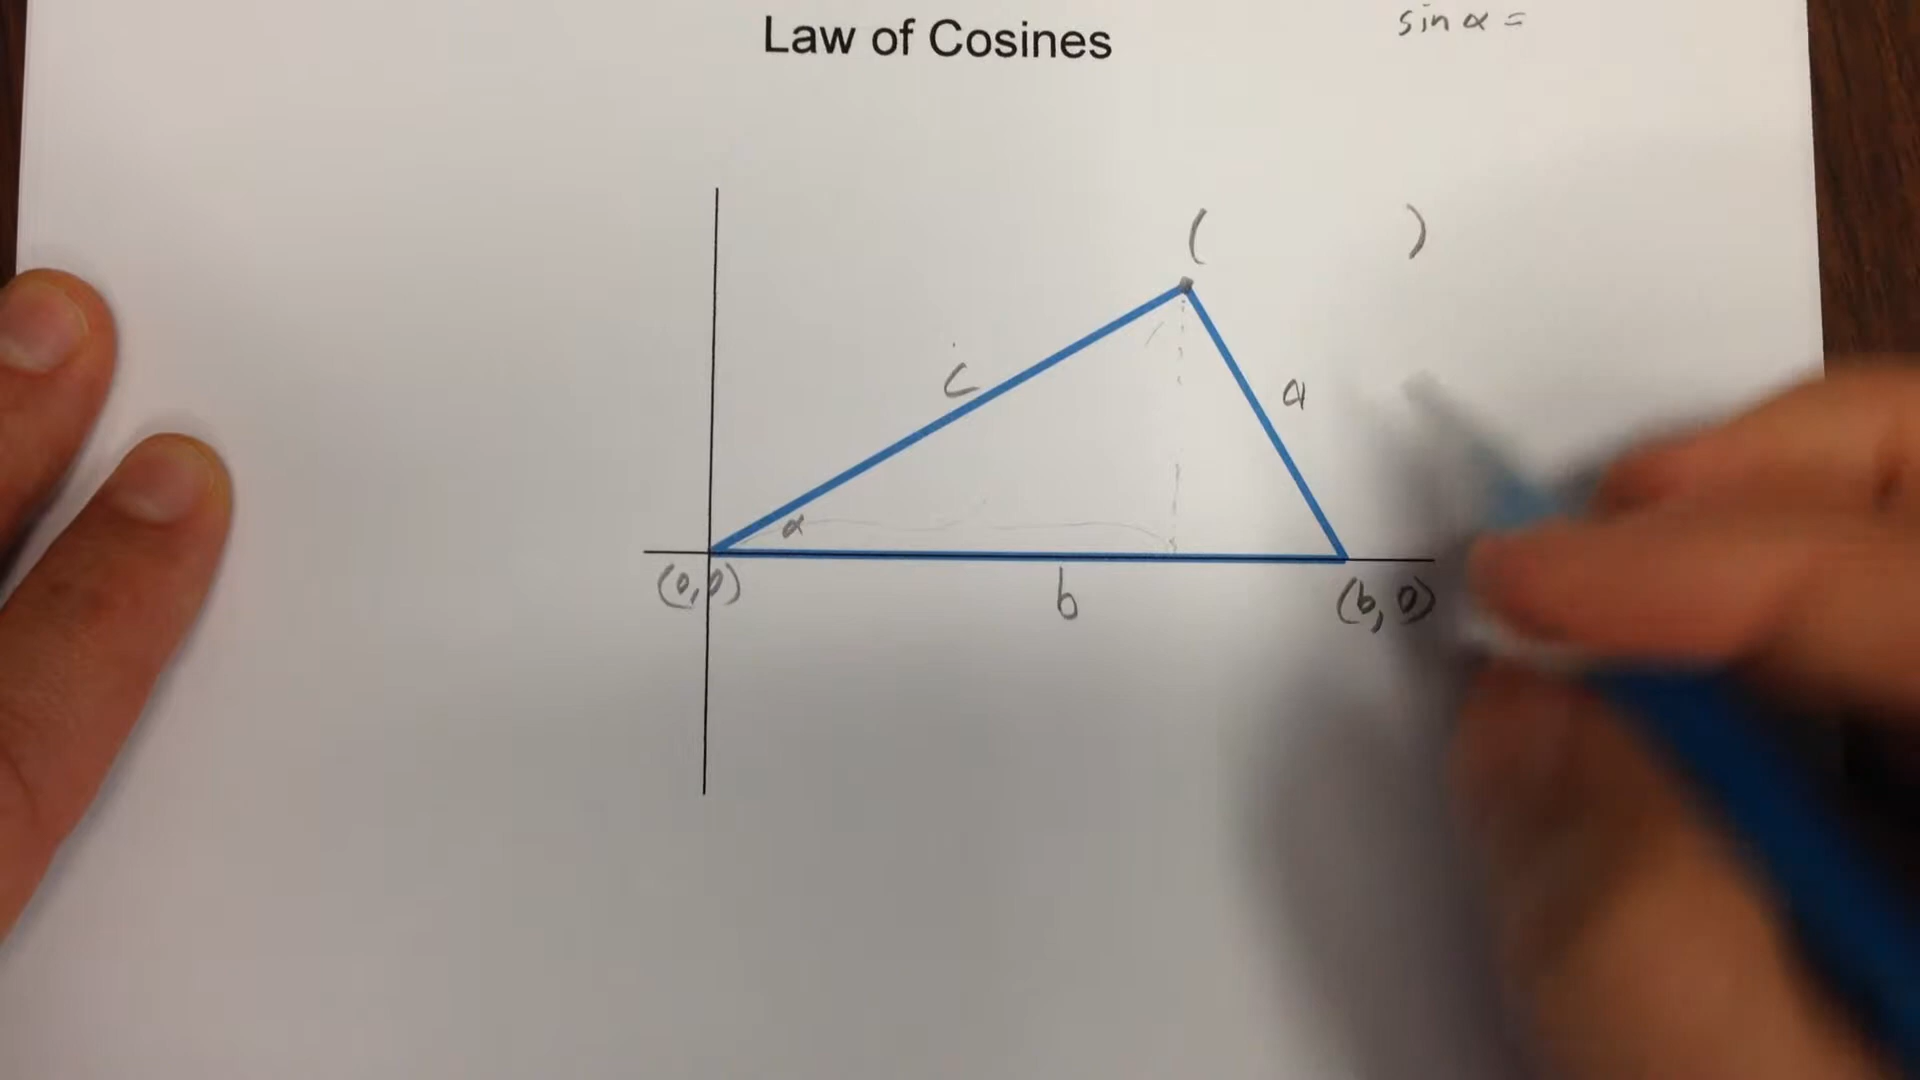 Law of Cosines
sin α =
( )
c
a
α
(0,0)
b
(b, 0)